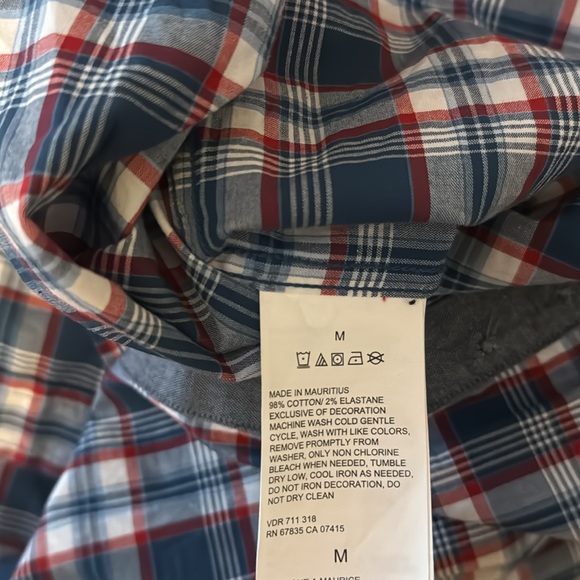 M
MADE IN MAURITIUS
98% COTTON/ 2% ELASTANE
EXCLUSIVE OF DECORATION
MACHINE WASH COLD GENTLE
CYCLE, WASH WITH LIKE COLORS,
REMOVE PROMPTLY FROM
WASHER, ONLY NON CHLORINE
BLEACH WHEN NEEDED, TUMBLE
DRY LOW, COOL IRON AS NEEDED,
DO NOT IRON DECORATION, DO
NOT DRY CLEAN
VDR 711 318
RN 67835 CA 07415
M
MAURICE